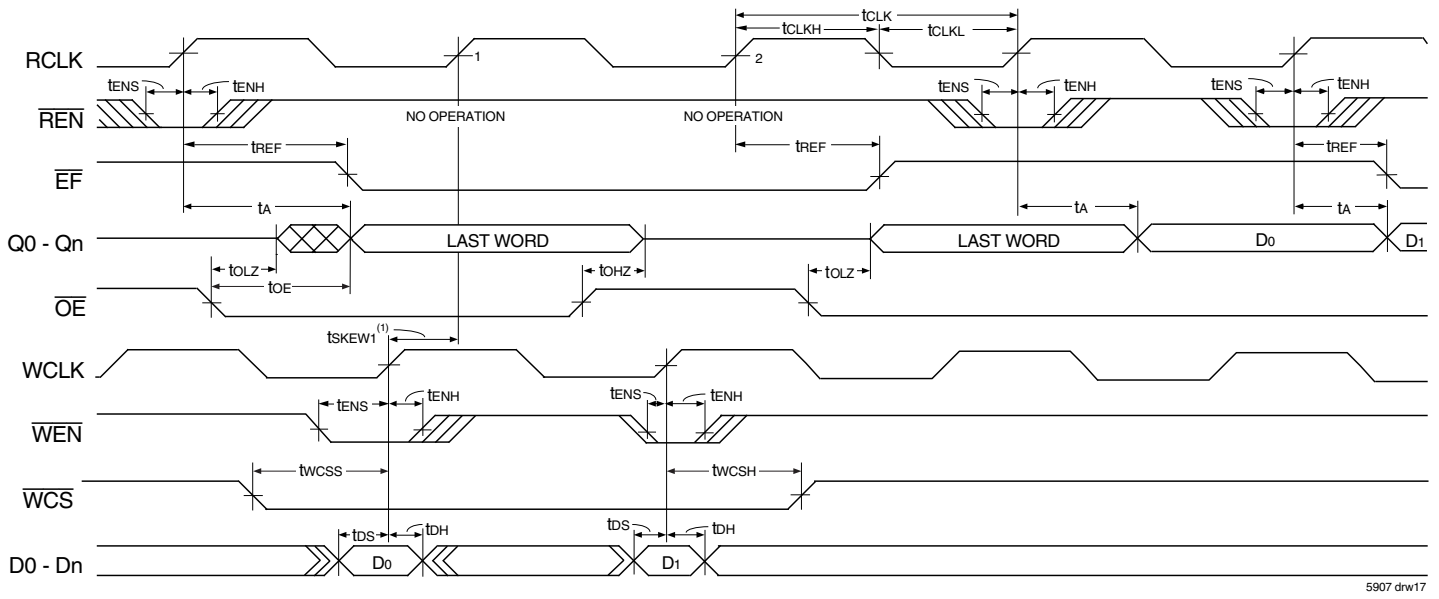 tCLK
tCLKH tCLKL
RCLK 1 2
tENS tENH tENS tENH tENS tENH
REN NO OPERATION NO OPERATION
tREF tREF tREF
EF
tA tA tA
Q0 - Qn LAST WORD LAST WORD D0 D1
tOLZ tOHZ tOLZ
tOE
OE
tSKEW1(1)
WCLK
tENS tENH tENS tENH
WEN
tWCSS tWCSH
WCS
tDS tDH tDS tDH
D0 - Dn D0 D1
5907 drw17